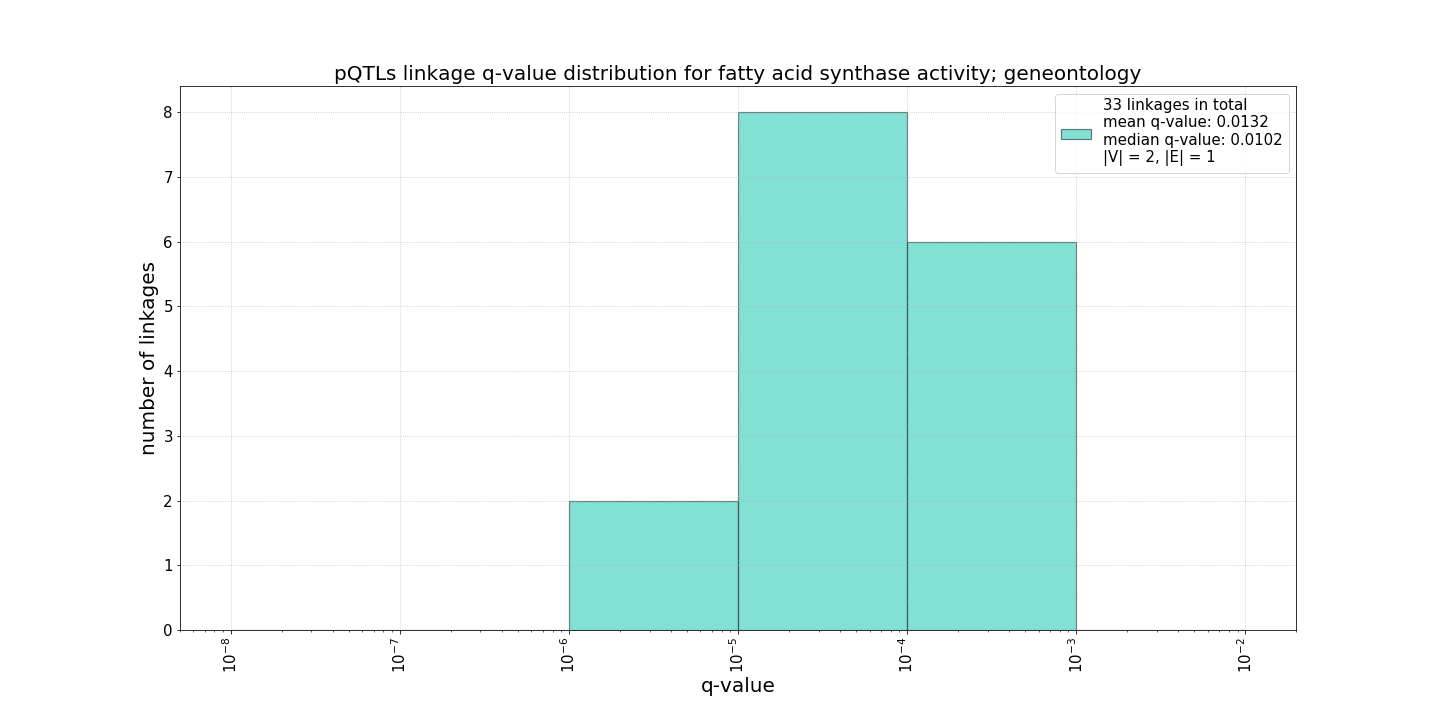 pQTLs linkage q-value distribution for fatty acid synthase activity; geneontology
33 linkages in total
mean q-value: 0.0132
median q-value: 0.0102
|V| = 2, |E| = 1
number of linkages
8
7
6
5
4
3
2
1
0
10⁻⁸ 10⁻⁷ 10⁻⁶ 10⁻⁵ 10⁻⁴ 10⁻³ 10⁻²
q-value